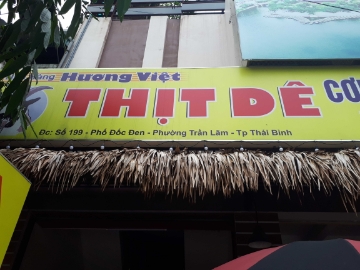 Hương Việt
THỊT DÊ
Đc: Số 199 - Phố Đốc Đen - Phường Trần Lãm - Tp Thái Bình